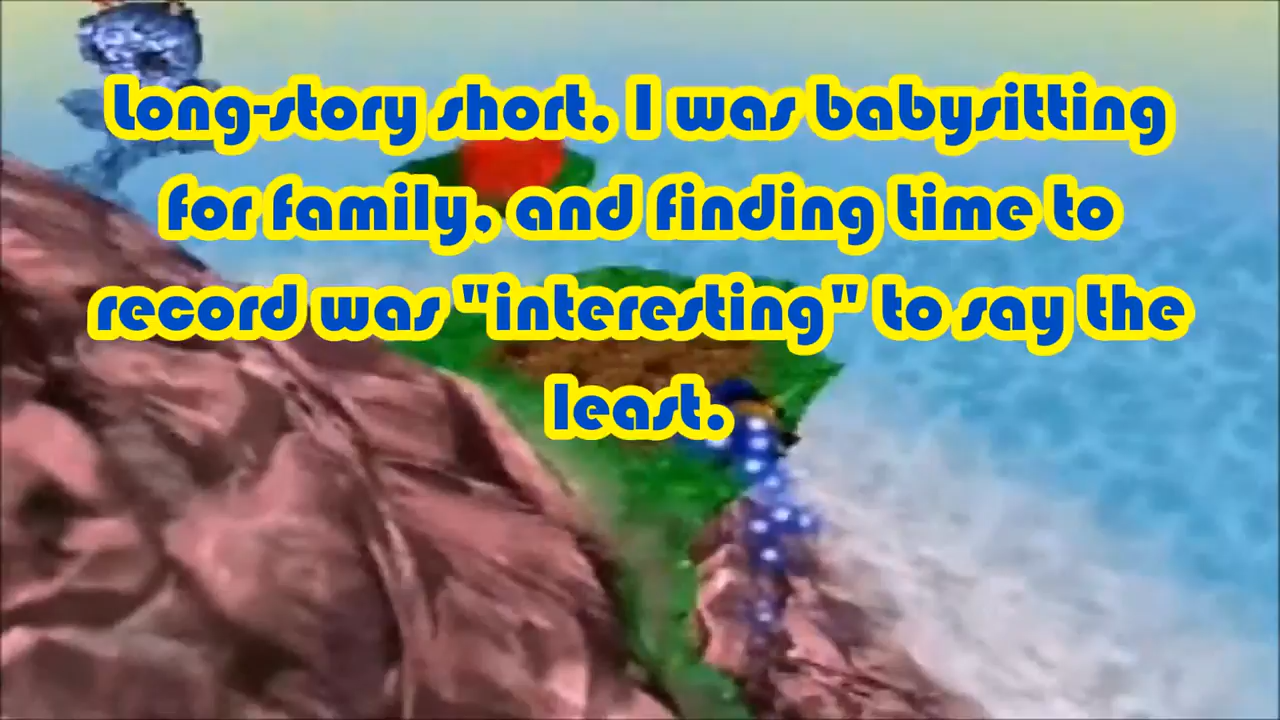 Long-story short, I was babysitting
for family, and finding time to
record was "interesting" to say the
least.